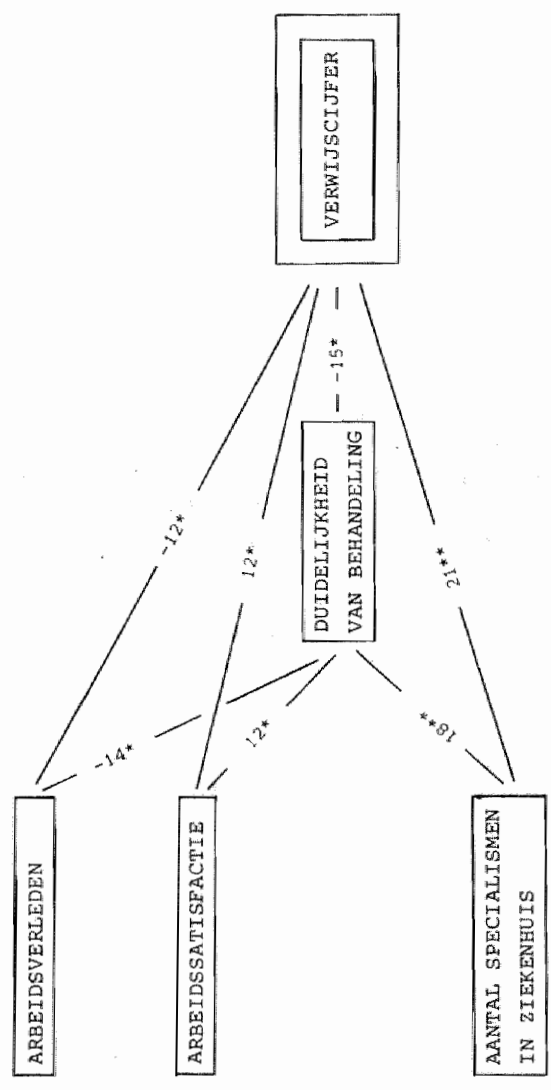 ARBEIDSVERLEDEN
-14*
-12*
ARBEIDSSATISFACTIE
12*
12*
DUIDELIJKHEID
VAN BEHANDELING
-15*
VERWIJSCIJFER
18**
21**
AANTAL SPECIALISMEN
IN ZIEKENHUIS